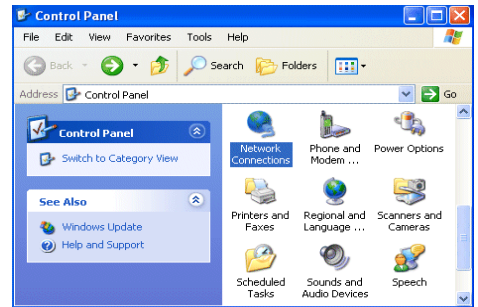 Control Panel
File Edit View Favorites Tools Help
Back Search Folders
Address Control Panel Go
Control Panel
Switch to Category View
See Also
Windows Update
Help and Support
Network Connections
Phone and Modem ...
Power Options
Printers and Faxes
Regional and Language ...
Scanners and Cameras
Scheduled Tasks
Sounds and Audio Devices
Speech